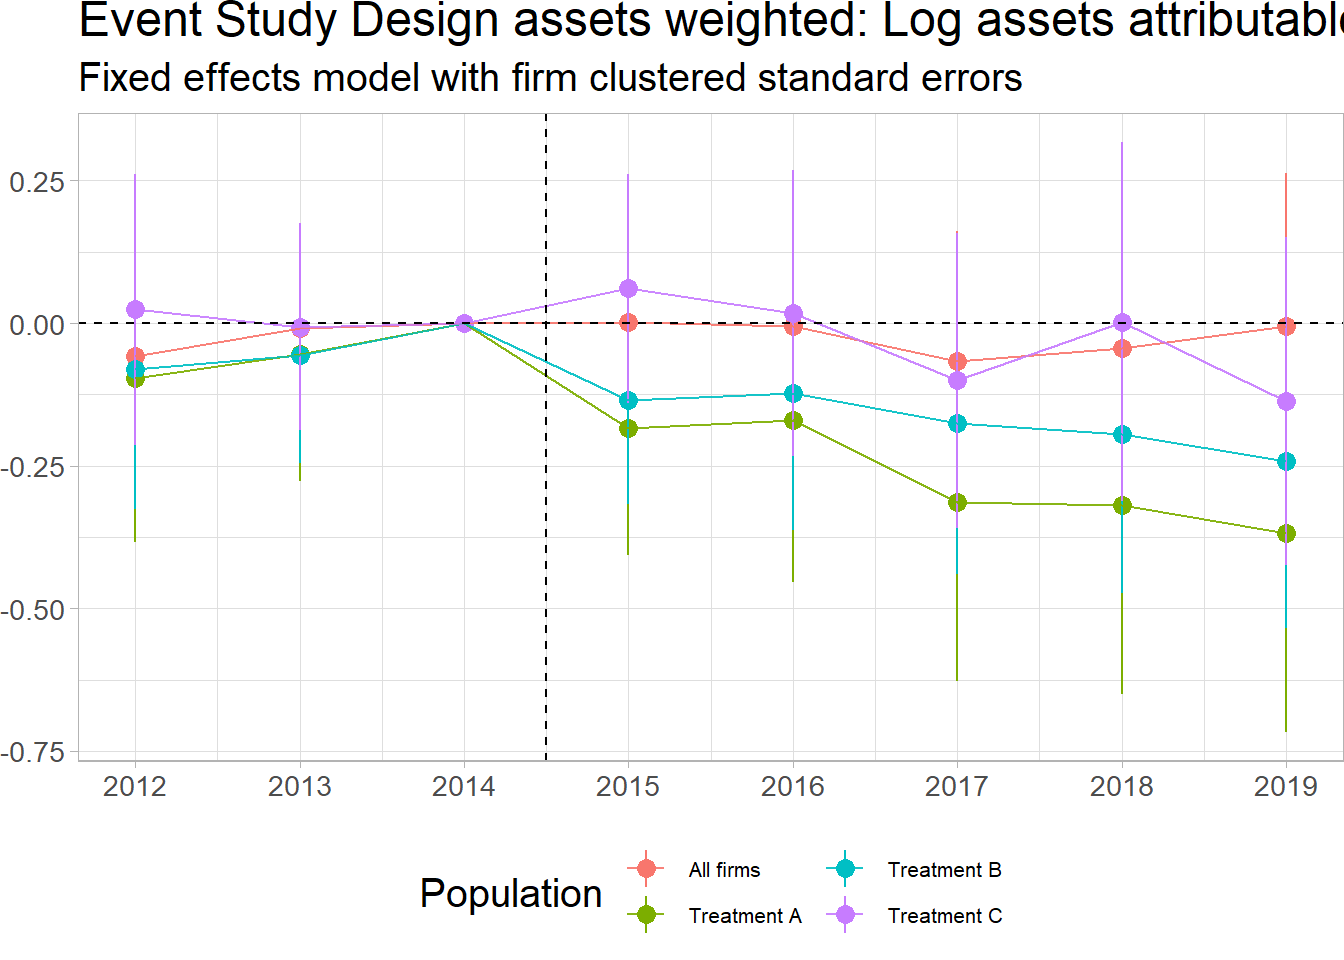 Event Study Design assets weighted: Log assets attributable
Fixed effects model with firm clustered standard errors
0.25
0.00
-0.25
-0.50
-0.75
2012 2013 2014 2015 2016 2017 2018 2019
Population
All firms
Treatment A
Treatment B
Treatment C